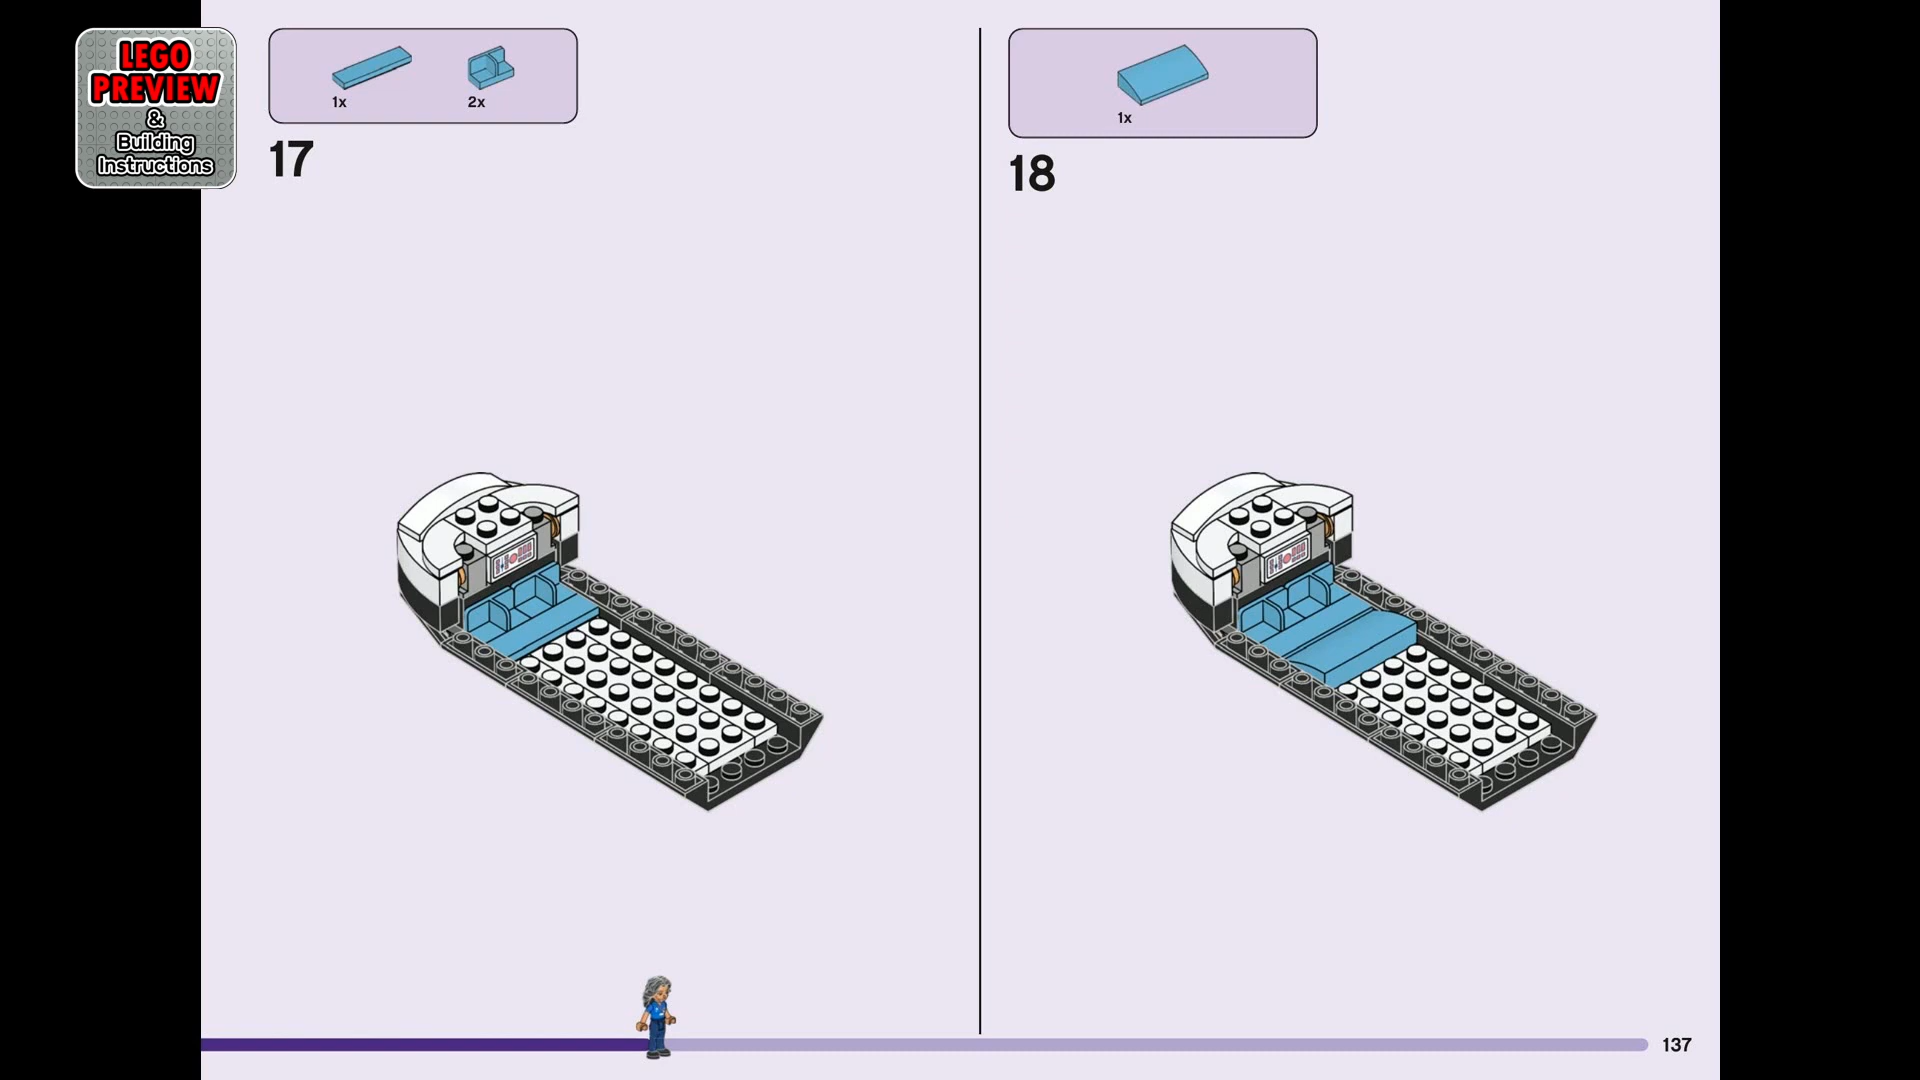 LEGO
PREVIEW
&
Building
Instructions
1x
2x
17
1x
18
137